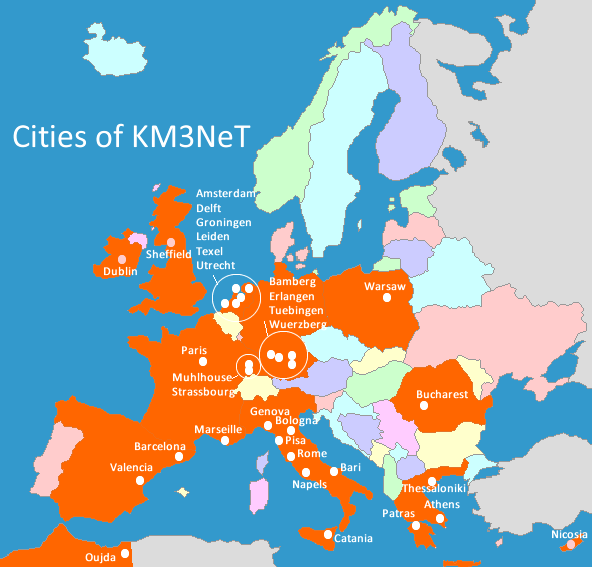 Cities of KM3NeT
Amsterdam
Delft
Groningen
Leiden
Texel
Utrecht
Sheffield
Dublin
Bamberg
Erlangen
Tuebingen
Wuerzberg
Warsaw
Paris
Muhlhouse
Strassbourg
Bucharest
Genova
Bologna
Marseille
Pisa
Barcelona
Rome
Valencia
Bari
Napels
Thessaloniki
Athens
Patras
Catania
Nicosia
Oujda